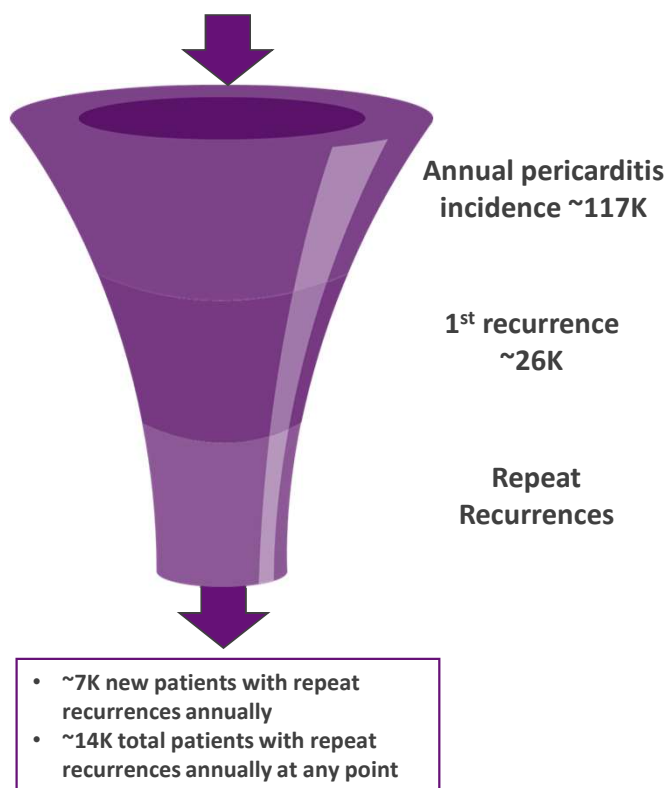 Annual pericarditis
incidence ~117K
1st recurrence
~26K
Repeat
Recurrences
• ~7K new patients with repeat
recurrences annually
• ~14K total patients with repeat
recurrences annually at any point